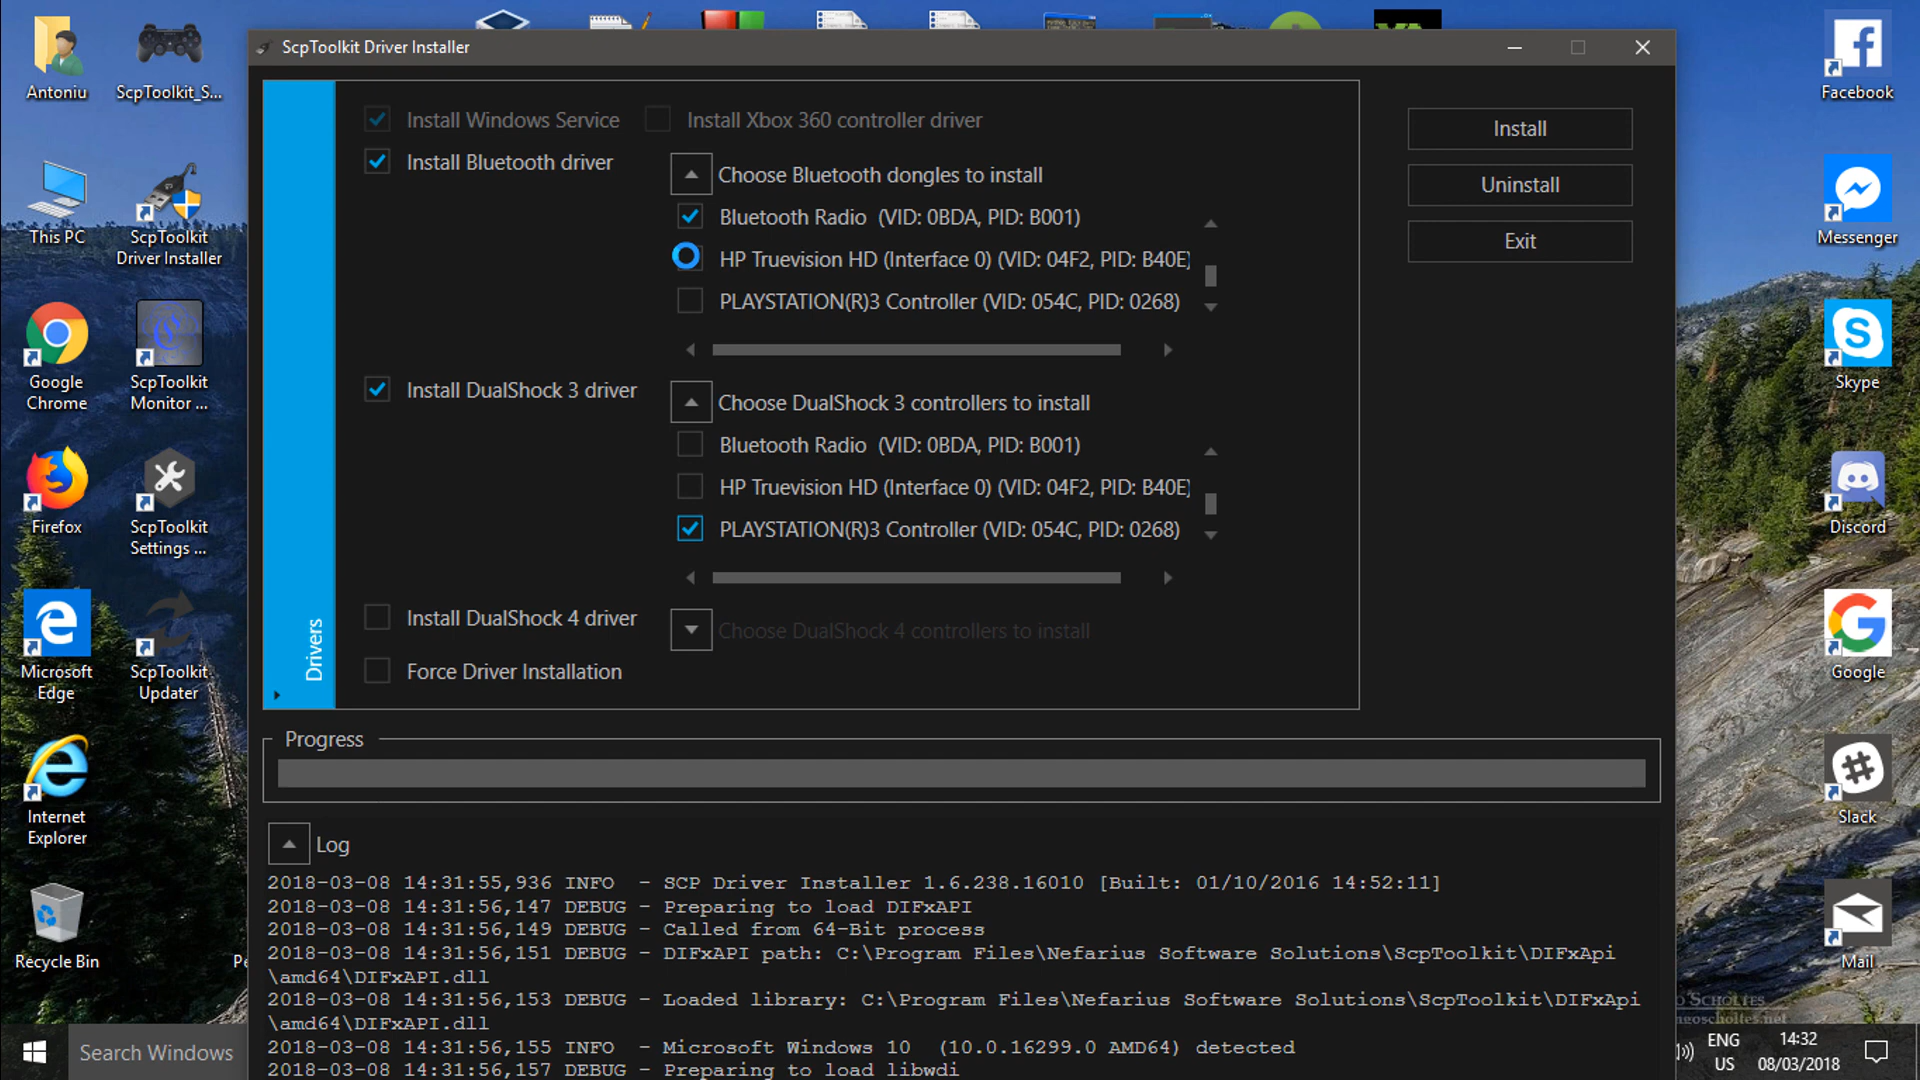 ScpToolkit Driver Installer
Install Windows Service
Install Xbox 360 controller driver
Install Bluetooth driver
Choose Bluetooth dongles to install
Bluetooth Radio (VID: 0BDA, PID: B001)
HP Truevision HD (Interface 0) (VID: 04F2, PID: B40E)
PLAYSTATION(R)3 Controller (VID: 054C, PID: 0268)
Install DualShock 3 driver
Choose DualShock 3 controllers to install
Bluetooth Radio (VID: 0BDA, PID: B001)
HP Truevision HD (Interface 0) (VID: 04F2, PID: B40E)
PLAYSTATION(R)3 Controller (VID: 054C, PID: 0268)
Install DualShock 4 driver
Choose DualShock 4 controllers to install
Force Driver Installation
Drivers
Install
Uninstall
Exit
Progress
Log
2018-03-08 14:31:55,936 INFO - SCP Driver Installer 1.6.238.16010 [Built: 01/10/2016 14:52:11]
2018-03-08 14:31:56,147 DEBUG - Preparing to load DIFxAPI
2018-03-08 14:31:56,149 DEBUG - Called from 64-Bit process
2018-03-08 14:31:56,151 DEBUG - DIFxAPI path: C:\Program Files\Nefarius Software Solutions\ScpToolkit\DIFxApi
\amd64\DIFxAPI.dll
2018-03-08 14:31:56,153 DEBUG - Loaded library: C:\Program Files\Nefarius Software Solutions\ScpToolkit\DIFxApi
\amd64\DIFxAPI.dll
2018-03-08 14:31:56,155 INFO - Microsoft Windows 10 (10.0.16299.0 AMD64) detected
2018-03-08 14:31:56,157 DEBUG - Preparing to load libwdi
Antoniu
ScpToolkit_S...
This PC
ScpToolkit
Driver Installer
Google
Chrome
ScpToolkit
Monitor ...
Firefox
ScpToolkit
Settings ...
Microsoft
Edge
ScpToolkit
Updater
Internet
Explorer
Recycle Bin
Pe
Facebook
Messenger
Skype
Discord
Google
Slack
Mail
O SCHOLTES
ngoscholtes.net
Search Windows
ENG
US
14:32
08/03/2018